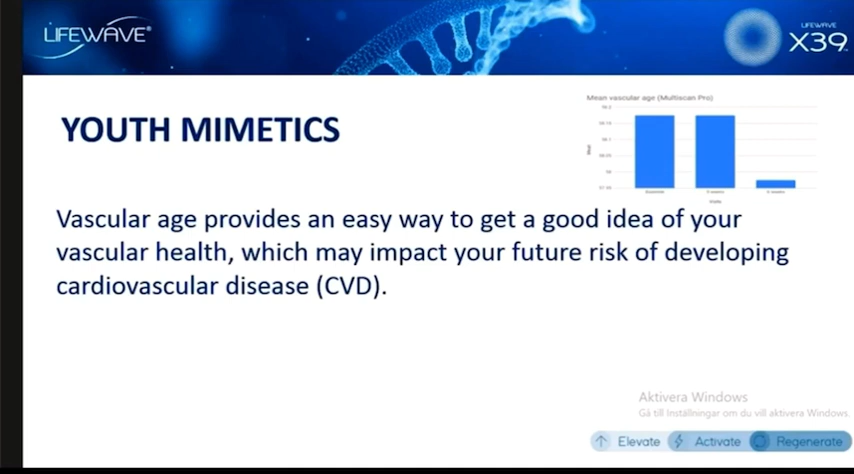 LIFEWAVE®
LIFEWAVE
X39
Mean vascular age (Multiscan Pro)
YOUTH MIMETICS
Vascular age provides an easy way to get a good idea of your
vascular health, which may impact your future risk of developing
cardiovascular disease (CVD).
Aktivera Windows
Gå till Inställningar om du vill aktivera Windows.
Elevate Activate Regenerate